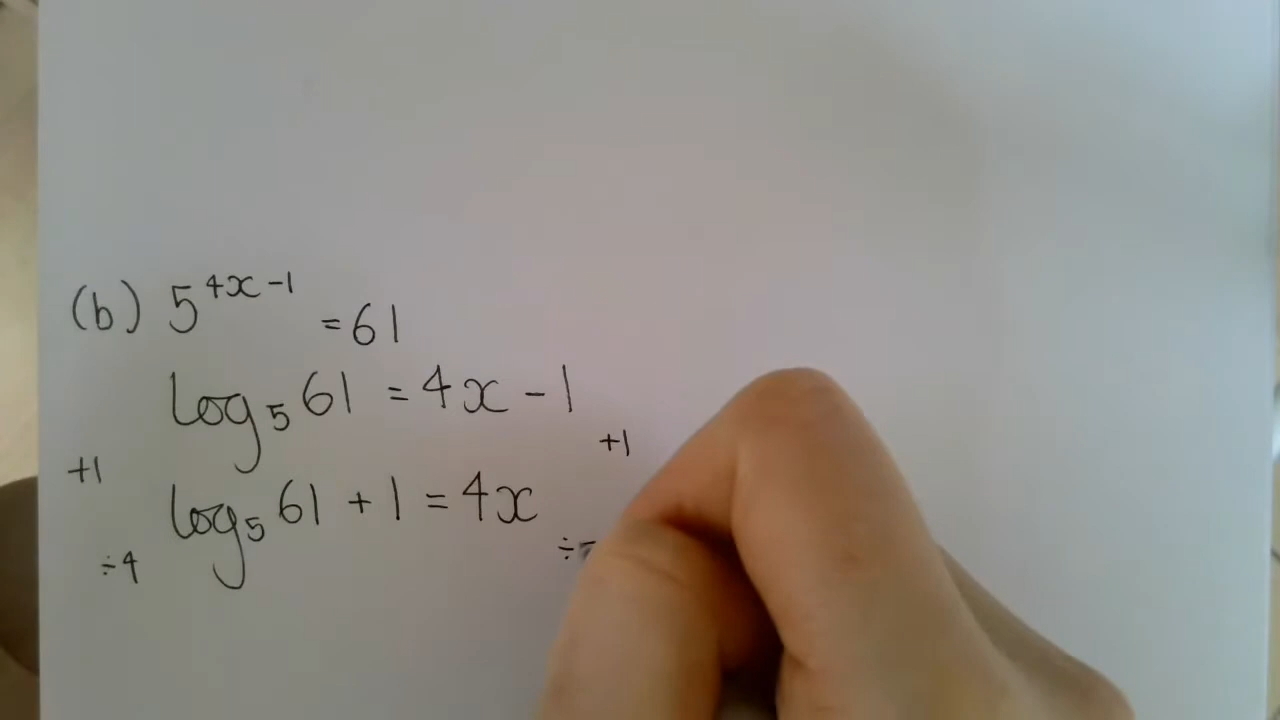 (b) 5^{4x-1} = 61
log₅ 61 = 4x - 1
+1 +1
log₅ 61 + 1 = 4x
÷4 ÷